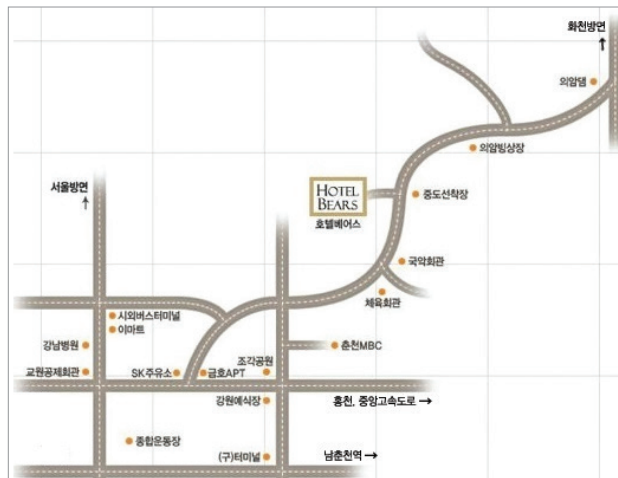 화천방면
↑
의암댐
의암빙상장
서울방면
↑
HOTEL
BEARS
호텔베어스
중도선착장
국악회관
체육회관
시외버스터미널
이마트
강남병원
춘천MBC
조각공원
교원공제회관
SK주유소
금호APT
강원예식장
홍천, 중앙고속도로 →
종합운동장
(구)터미널
남춘천역 →